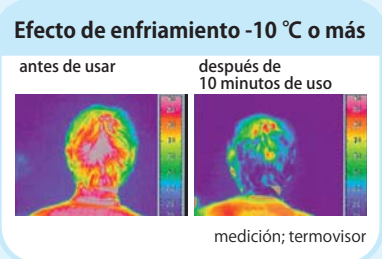 Efecto de enfriamiento -10 °C o más
antes de usar
después de
10 minutos de uso
medición; termovisor